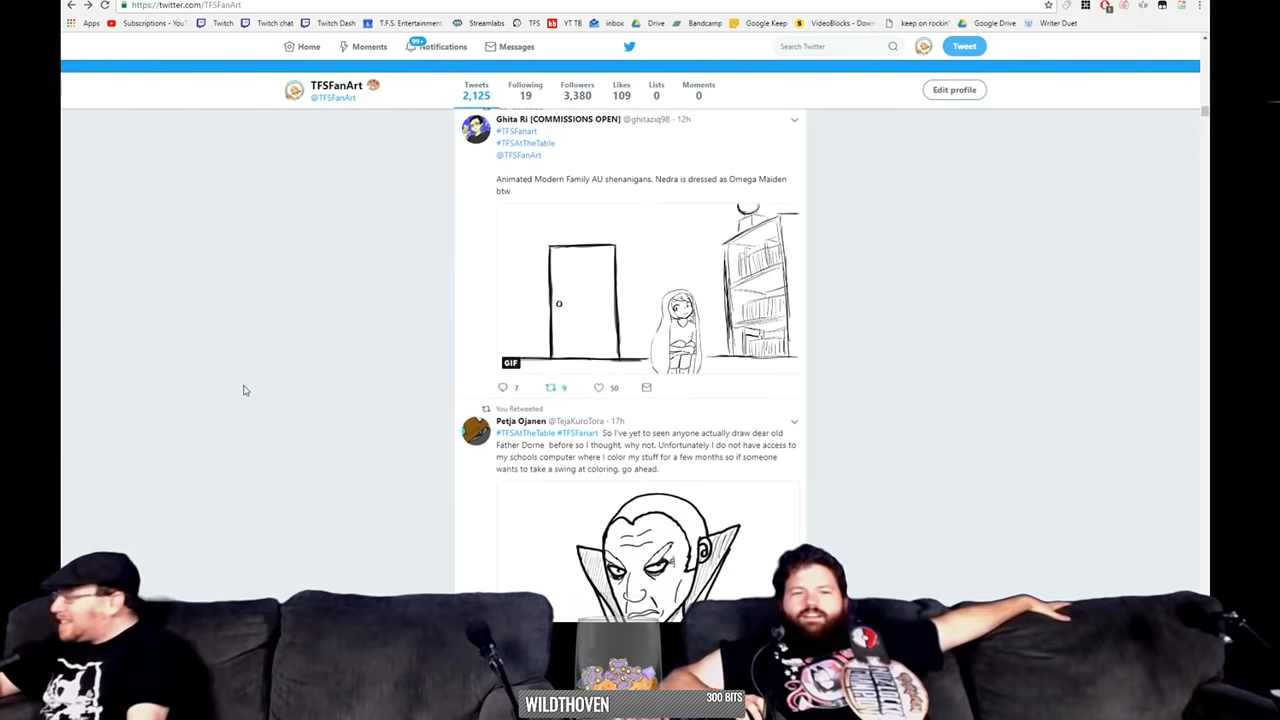 https://twitter.com/TFSFanArt
Apps Subscriptions - You Twitch Twitch chat Twitch Dash T.F.S. Entertainment Streamlabs TFS YT TB inbox Drive Bandcamp Google Keep VideoBlocks - Down keep on rockin' Google Drive Writer Duet
Home Moments 99+ Notifications Messages Search Twitter Tweet
TFSFanArt
@TFSFanArt
Tweets Following Followers Likes Lists Moments
2,125 19 3,380 109 0 0
Edit profile
Ghita Ri [COMMISSIONS OPEN] @ghitaziq98 · 12h
#TFSFanart
#TFSAtTheTable
@TFSFanArt
Animated Modern Family AU shenanigans. Nedra is dressed as Omega Maiden
btw
GIF
7 9 50
You Retweeted
Petja Ojanen @TejaKuroTora · 17h
#TFSAtTheTable #TFSFanart So I've yet to seen anyone actually draw dear old
Father Dorne before so I thought, why not. Unfortunately I do not have access to
my schools computer where I color my stuff for a few months so if someone
wants to take a swing at coloring, go ahead.
WILDTHOVEN 300 BITS